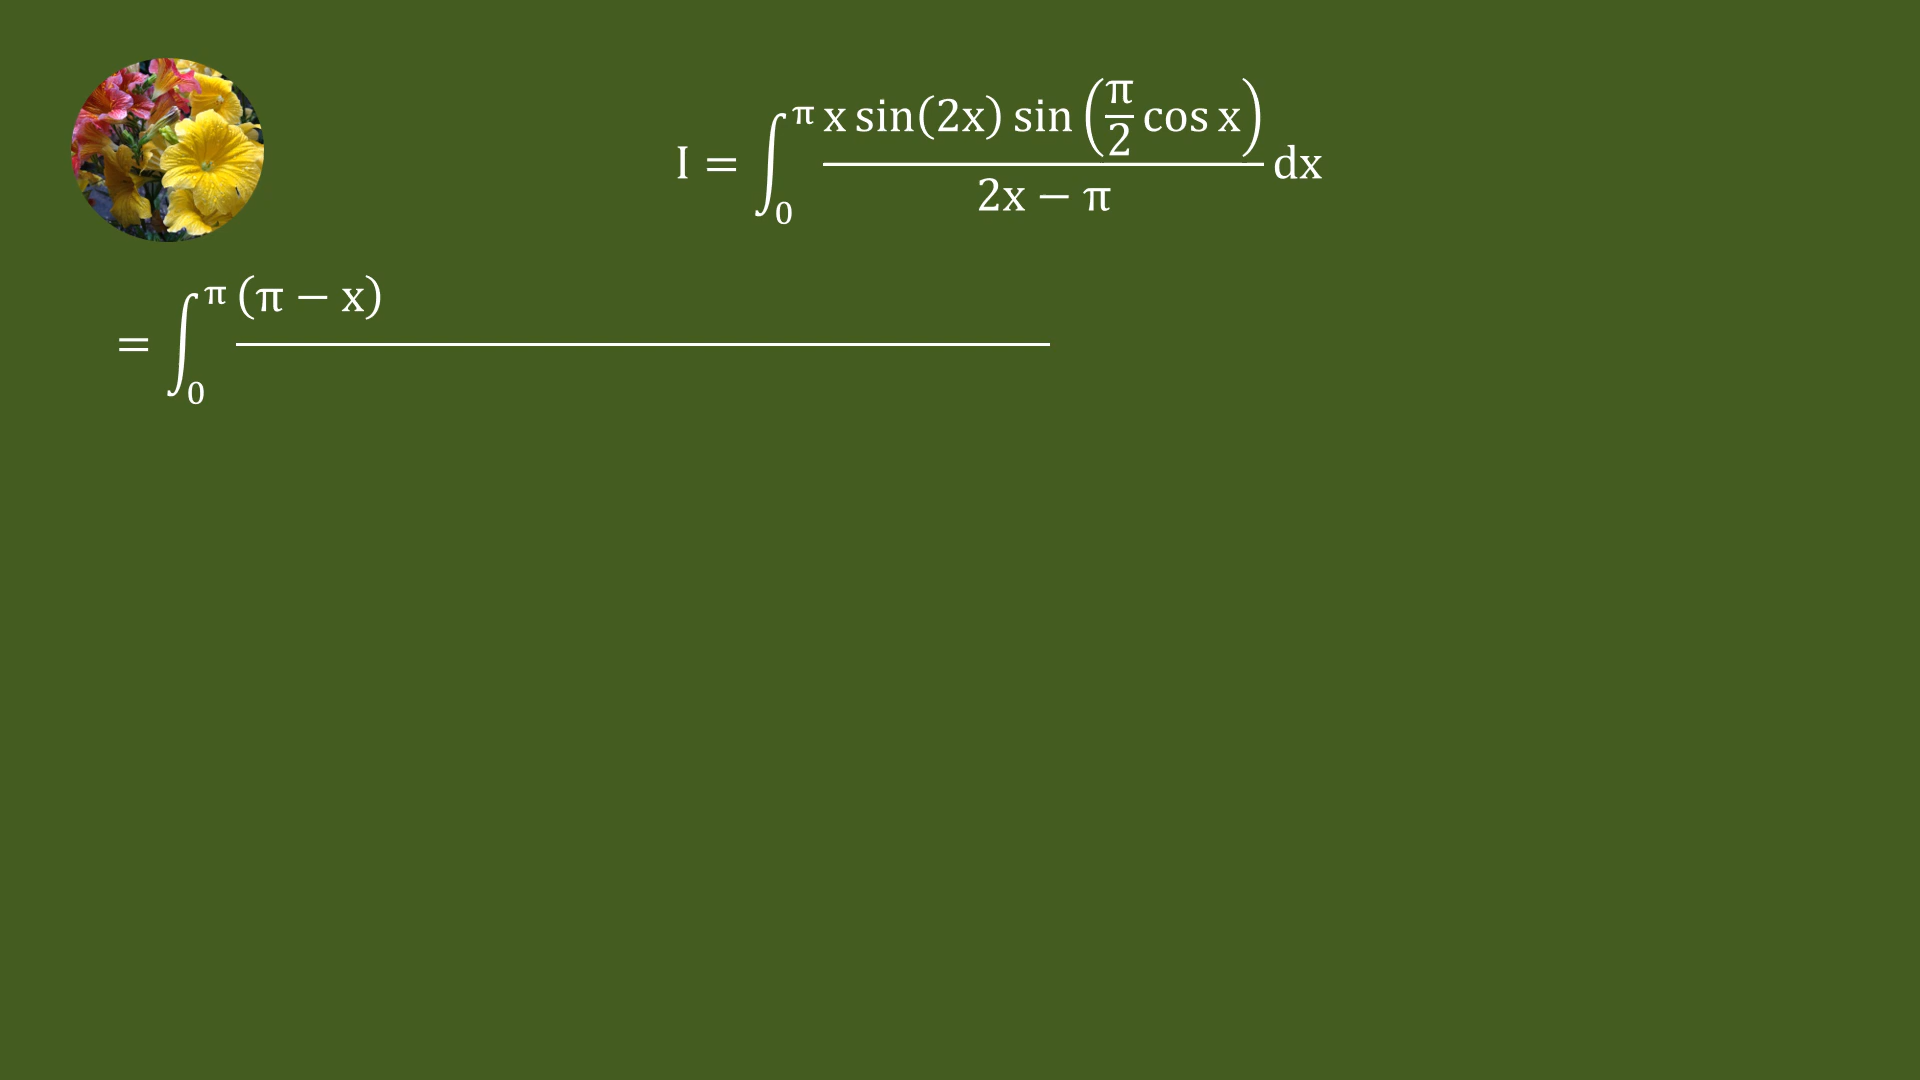 I = ∫₀^π x sin(2x) sin (π/2 cos x) / 2x − π dx
= ∫₀^π (π − x)